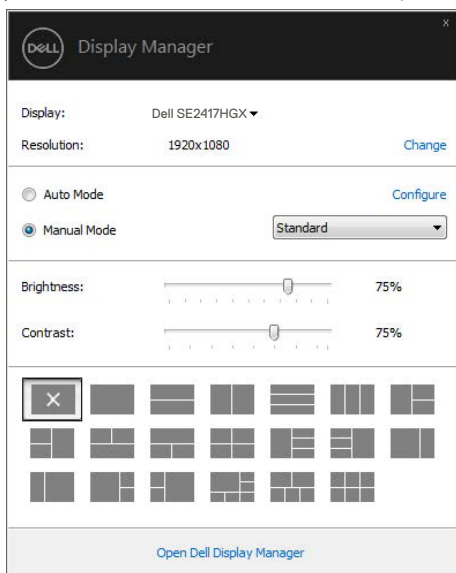 x
DELL Display Manager
Display: Dell SE2417HGX
Resolution: 1920x1080 Change
Auto Mode Configure
Manual Mode Standard
Brightness: 75%
Contrast: 75%
Open Dell Display Manager